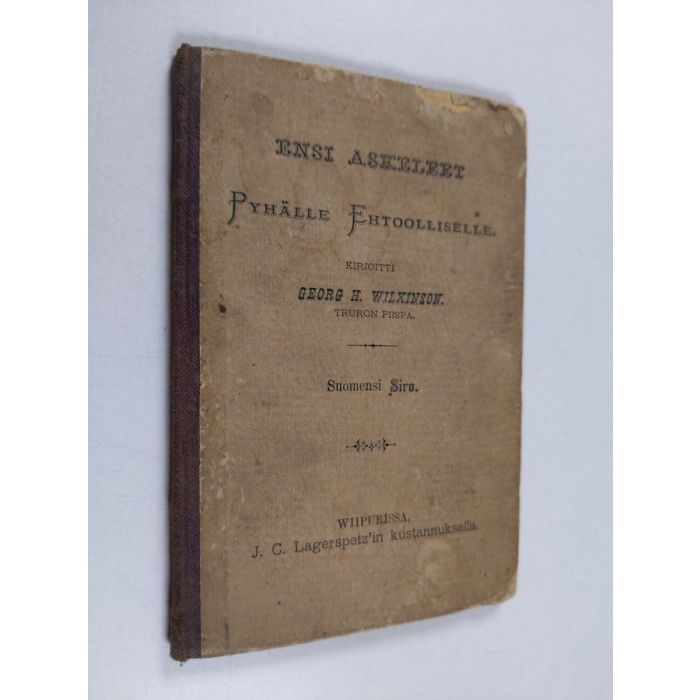 ENSI ASKELEET
PYHÄLLE EHTOOLLISELLE.
KIRJOITTI
GEORG H. WILKINSON.
TRURON PIISPA.
Suomensi Siro.
WIIPURISSA,
J. C. Lagerspetz'in kustannuksella.